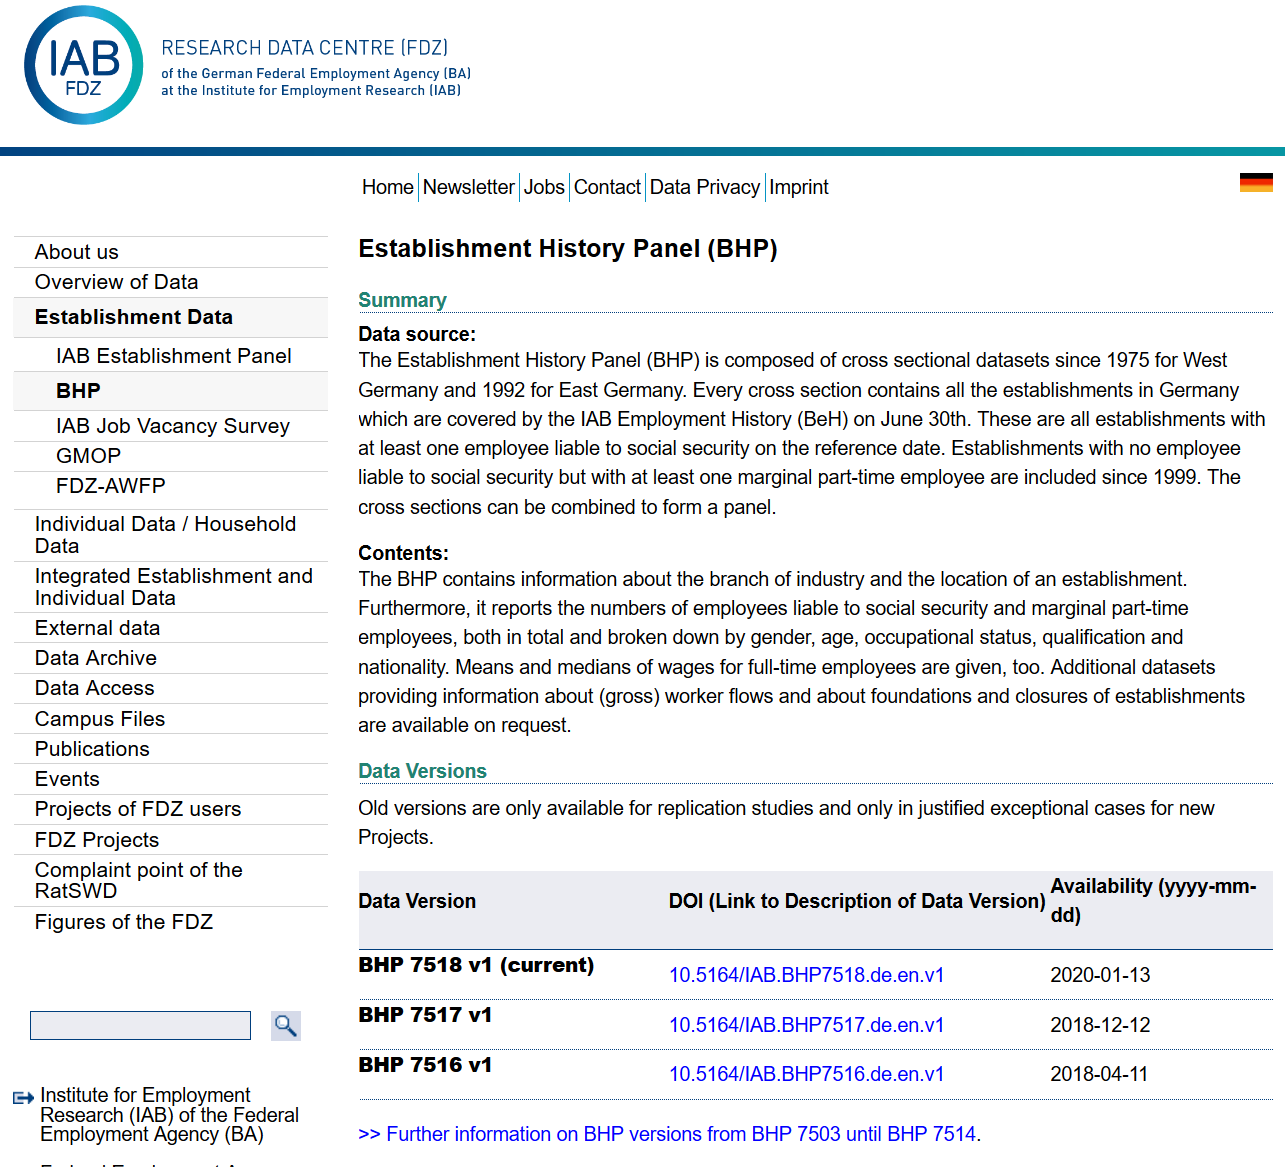 IAB
FDZ
RESEARCH DATA CENTRE (FDZ)
of the German Federal Employment Agency (BA)
at the Institute for Employment Research (IAB)
Home Newsletter Jobs Contact Data Privacy Imprint
About us
Overview of Data
Establishment Data
IAB Establishment Panel
BHP
IAB Job Vacancy Survey
GMOP
FDZ-AWFP
Individual Data / Household
Data
Integrated Establishment and
Individual Data
External data
Data Archive
Data Access
Campus Files
Publications
Events
Projects of FDZ users
FDZ Projects
Complaint point of the
RatSWD
Figures of the FDZ
Institute for Employment
Research (IAB) of the Federal
Employment Agency (BA)
Establishment History Panel (BHP)
Summary
Data source:
The Establishment History Panel (BHP) is composed of cross sectional datasets since 1975 for West
Germany and 1992 for East Germany. Every cross section contains all the establishments in Germany
which are covered by the IAB Employment History (BeH) on June 30th. These are all establishments with
at least one employee liable to social security on the reference date. Establishments with no employee
liable to social security but with at least one marginal part-time employee are included since 1999. The
cross sections can be combined to form a panel.
Contents:
The BHP contains information about the branch of industry and the location of an establishment.
Furthermore, it reports the numbers of employees liable to social security and marginal part-time
employees, both in total and broken down by gender, age, occupational status, qualification and
nationality. Means and medians of wages for full-time employees are given, too. Additional datasets
providing information about (gross) worker flows and about foundations and closures of establishments
are available on request.
Data Versions
Old versions are only available for replication studies and only in justified exceptional cases for new
Projects.
Data Version DOI (Link to Description of Data Version) Availability (yyyy-mm-
dd)
BHP 7518 v1 (current) 10.5164/IAB.BHP7518.de.en.v1 2020-01-13
BHP 7517 v1 10.5164/IAB.BHP7517.de.en.v1 2018-12-12
BHP 7516 v1 10.5164/IAB.BHP7516.de.en.v1 2018-04-11
>> Further information on BHP versions from BHP 7503 until BHP 7514.